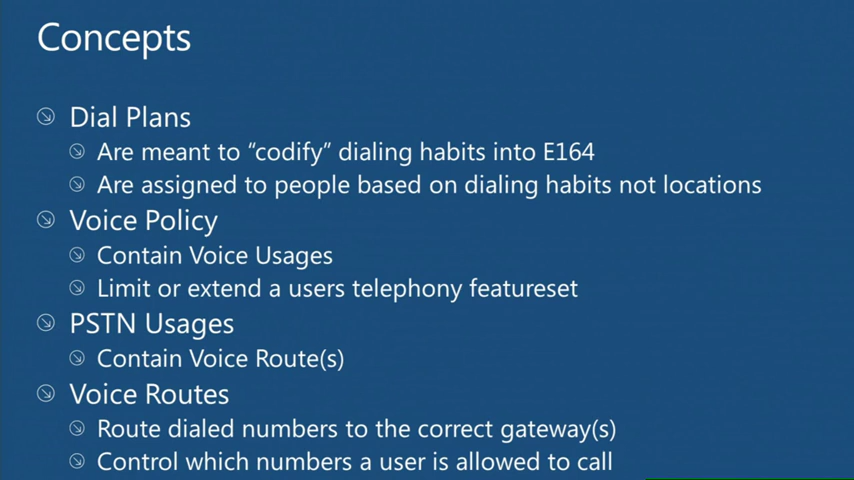 Concepts
Dial Plans
Are meant to “codify” dialing habits into E164
Are assigned to people based on dialing habits not locations
Voice Policy
Contain Voice Usages
Limit or extend a users telephony featureset
PSTN Usages
Contain Voice Route(s)
Voice Routes
Route dialed numbers to the correct gateway(s)
Control which numbers a user is allowed to call